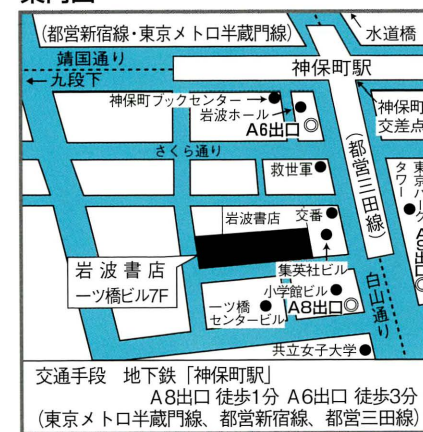 (都営新宿線・東京メトロ半蔵門線)
水道橋
靖国通り
←九段下
神保町駅
神保町ブックセンター
岩波ホール
A6出口
神保町
交差点
さくら通り
救世軍
(都営三田線)
岩波書店
交番
岩波書店
一ツ橋ビル7F
集英社ビル
小学館ビル
一ツ橋
センタービル
A8出口
白山通り
共立女子大学
交通手段 地下鉄「神保町駅」
A8出口 徒歩1分 A6出口 徒歩3分
(東京メトロ半蔵門線、都営新宿線、都営三田線)